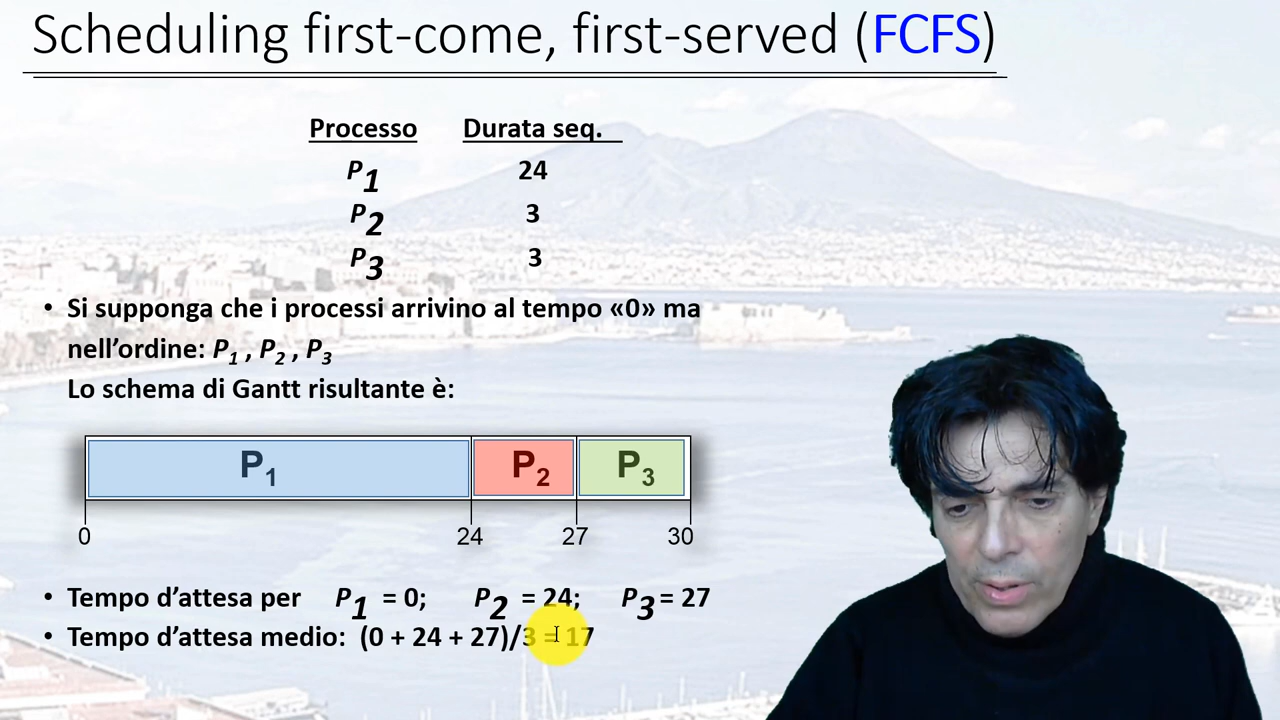 Scheduling first-come, first-served (FCFS)
Processo Durata seq.
P1 24
P2 3
P3 3
• Si supponga che i processi arrivino al tempo «0» ma
nell'ordine: P1 , P2 , P3
Lo schema di Gantt risultante è:
P1 P2 P3
0 24 27 30
• Tempo d'attesa per P1 = 0; P2 = 24; P3 = 27
• Tempo d'attesa medio: (0 + 24 + 27)/3 = 17